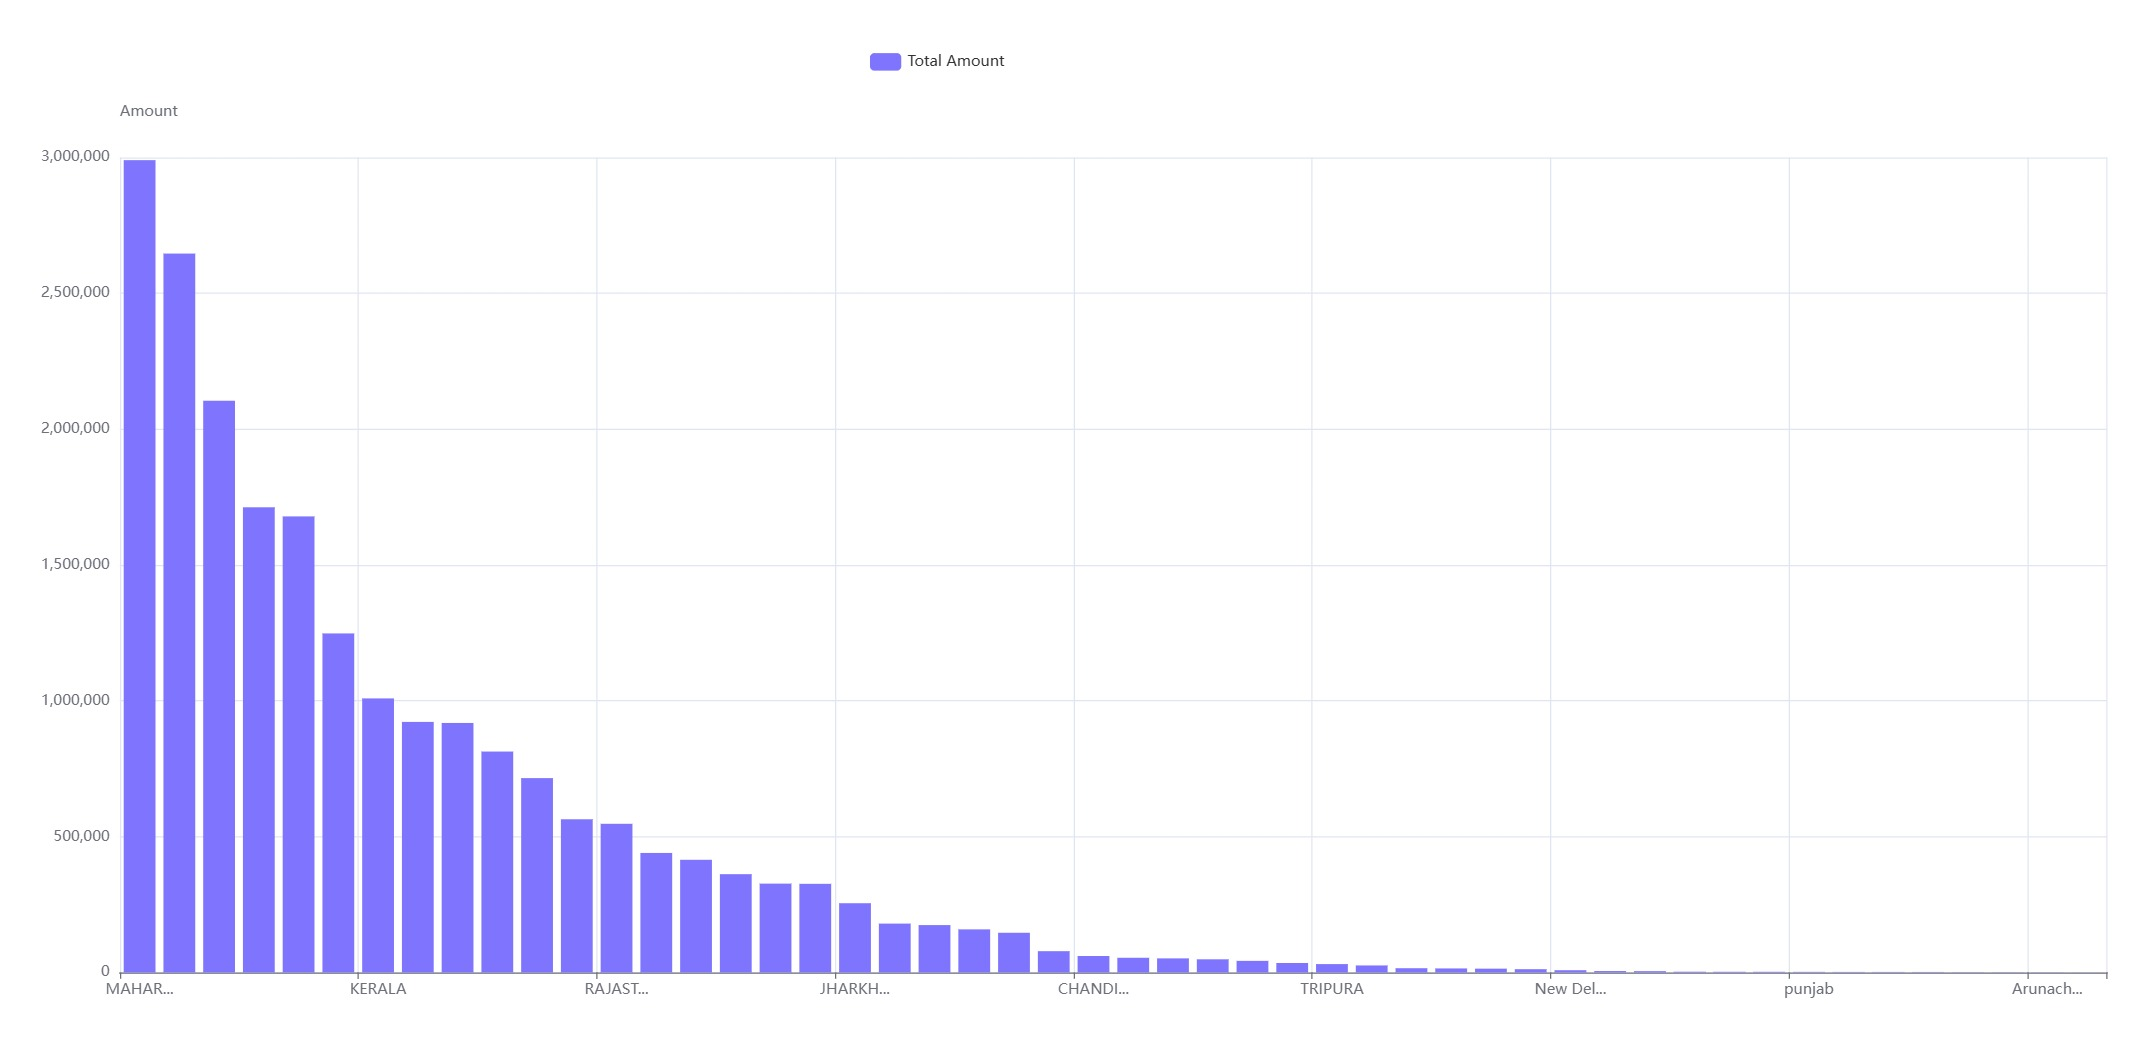 Total Amount
Amount
3,000,000
2,500,000
2,000,000
1,500,000
1,000,000
500,000
0
MAHAR... KERALA RAJAST... JHARKH... CHANDI... TRIPURA New Del... punjab Arunach...